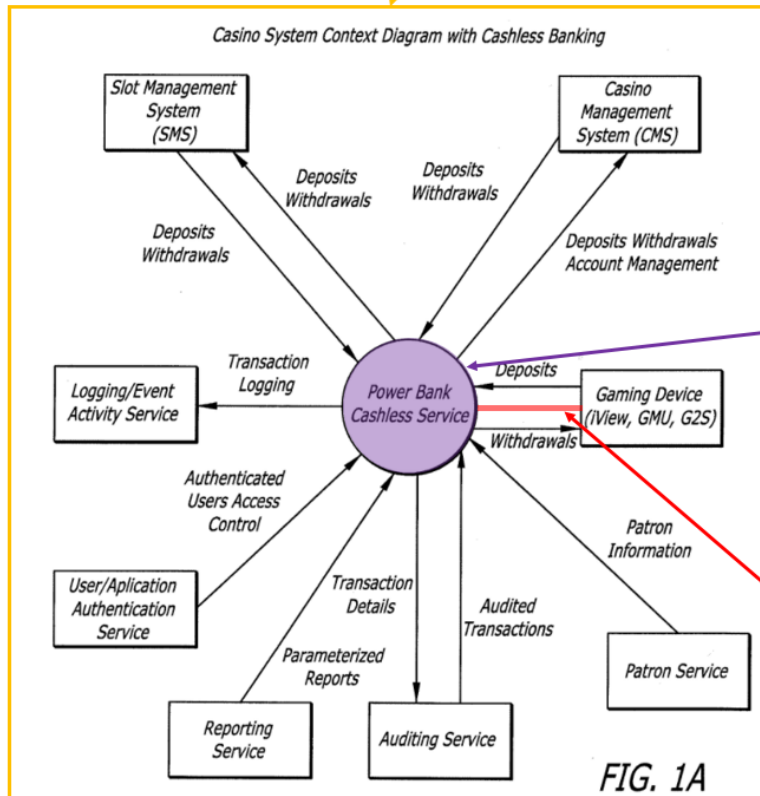 Casino System Context Diagram with Cashless Banking
Slot Management
System
(SMS)
Casino
Management
System (CMS)
Deposits
Withdrawals
Deposits
Withdrawals
Deposits
Withdrawals
Deposits Withdrawals
Account Management
Transaction
Logging
Logging/Event
Activity Service
Power Bank
Cashless Service
Deposits
Gaming Device
(iView, GMU, G2S)
Withdrawals
Authenticated
Users Access
Control
Patron
Information
User/Aplication
Authentication
Service
Transaction
Details
Audited
Transactions
Parameterized
Reports
Patron Service
Reporting
Service
Auditing Service
FIG. 1A